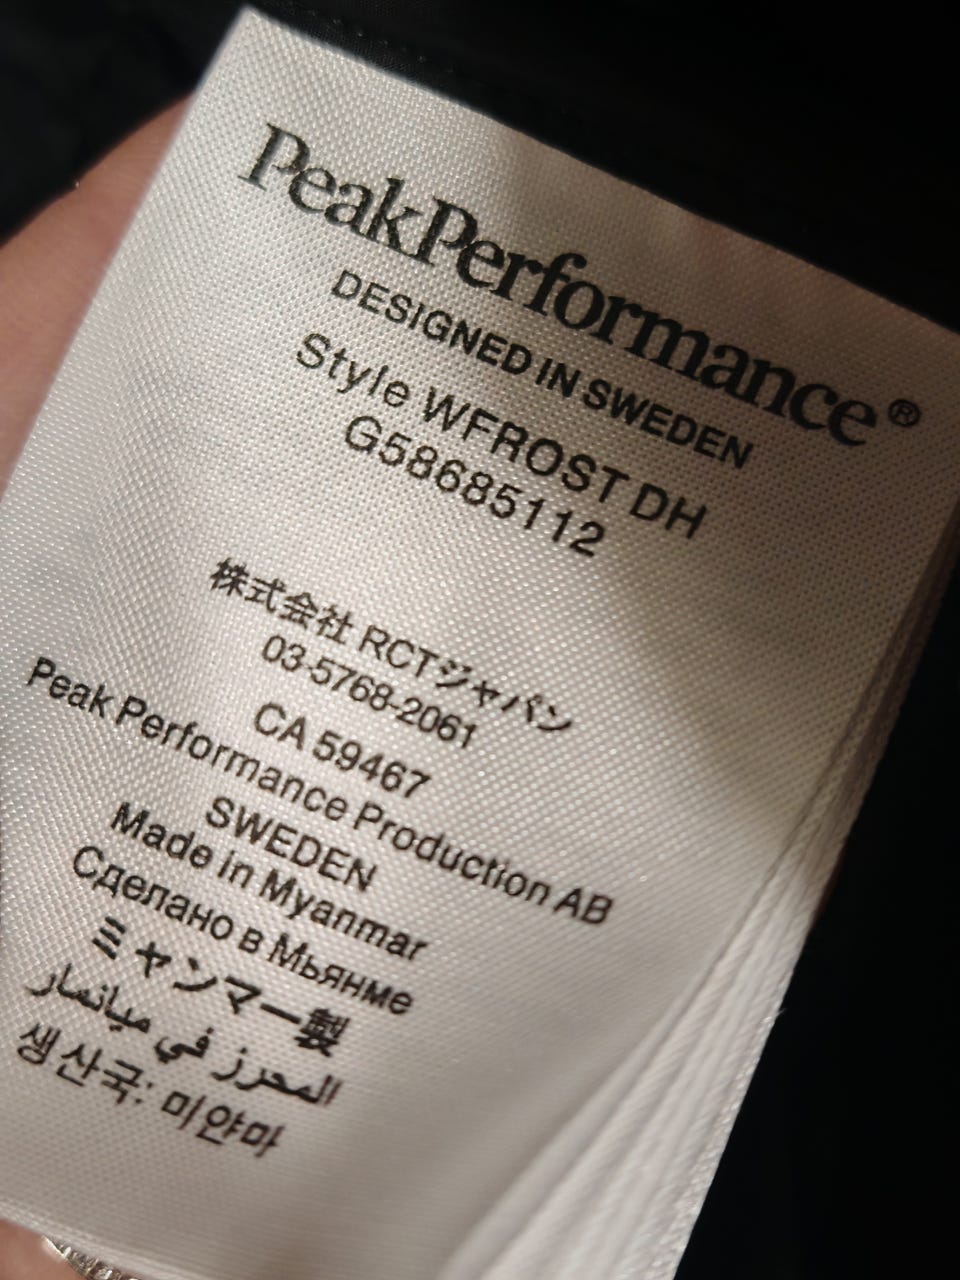 PeakPerformance®
DESIGNED IN SWEDEN
Style WFROST DH
G58685112
株式会社 RCTジャパン
03-5768-2061
CA 59467
Peak Performance Production AB
SWEDEN
Made in Myanmar
Сделано в Мьянме
ミャンマー製
المحرز في ميانمار
생산국: 미얀마